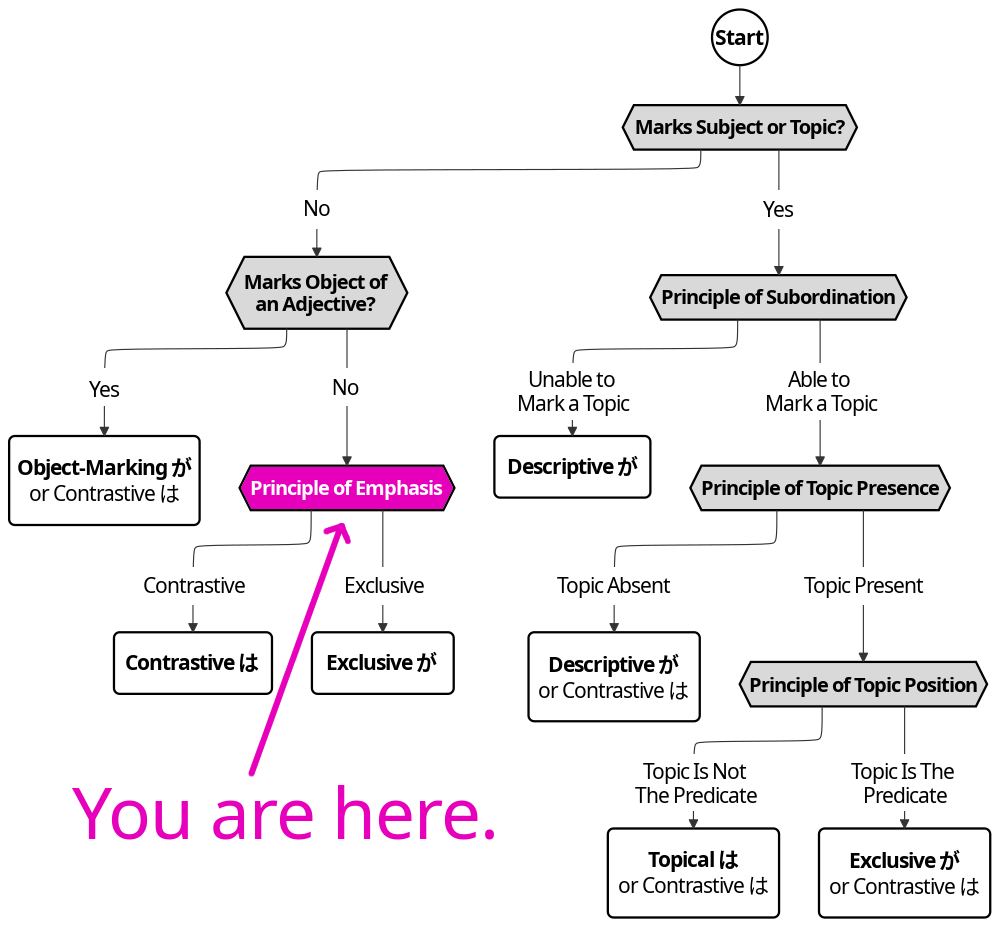 Start
Marks Subject or Topic?
No
Yes
Marks Object of
an Adjective?
Principle of Subordination
Yes
No
Unable to
Mark a Topic
Able to
Mark a Topic
Object-Marking が
or Contrastive は
Principle of Emphasis
Descriptive が
Principle of Topic Presence
Contrastive
Exclusive
Topic Absent
Topic Present
Contrastive は
Exclusive が
Descriptive が
or Contrastive は
Principle of Topic Position
You are here.
Topic Is Not
The Predicate
Topic Is The
Predicate
Topical は
or Contrastive は
Exclusive が
or Contrastive は